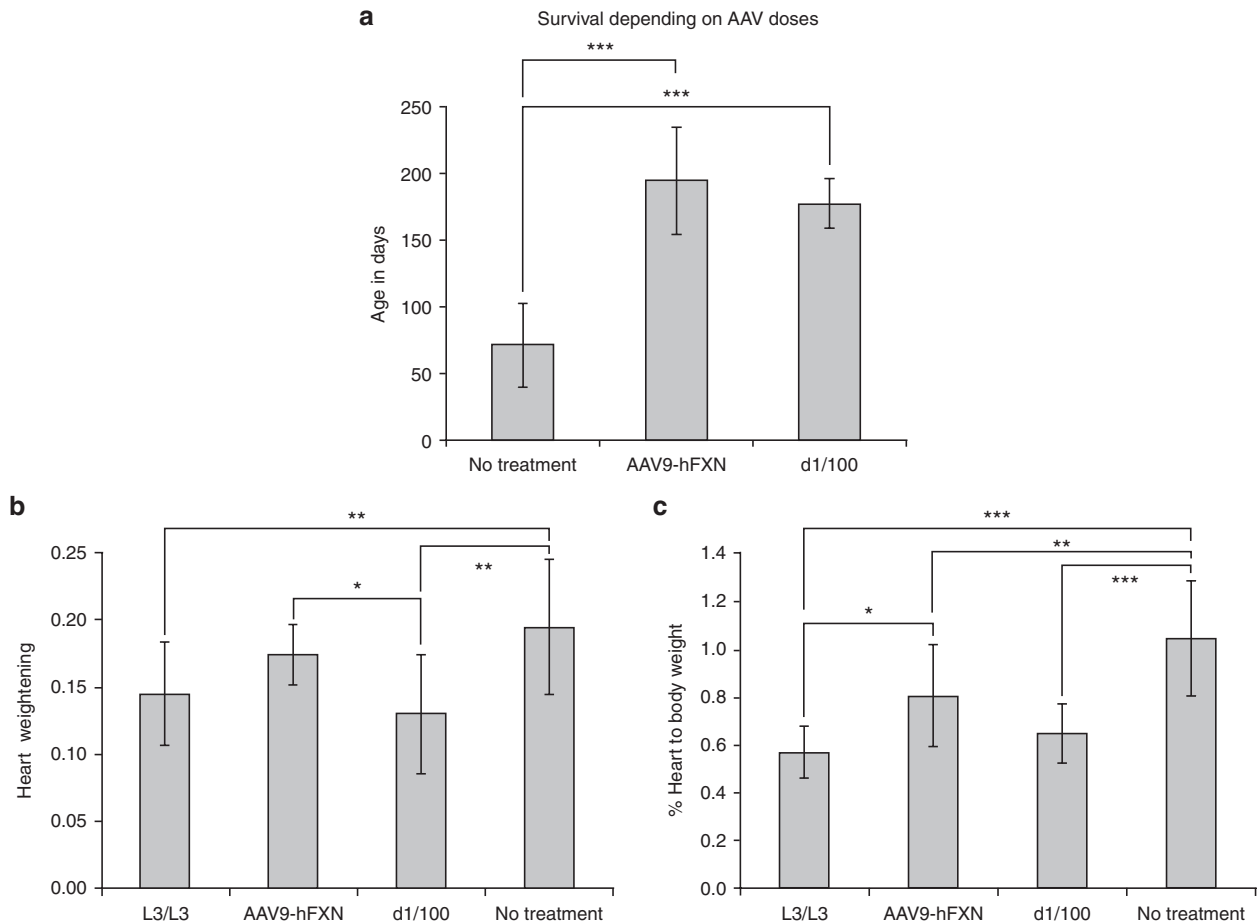 a
Survival depending on AAV doses
***
***
250
200
150
100
50
0
Age in days
No treatment AAV9-hFXN d1/100
b
**
**
*
0.25
0.20
0.15
0.10
0.05
0.00
Heart weightening
L3/L3 AAV9-hFXN d1/100 No treatment
c
***
**
***
*
1.4
1.2
1.0
0.8
0.6
0.4
0.2
0.0
% Heart to body weight
L3/L3 AAV9-hFXN d1/100 No treatment